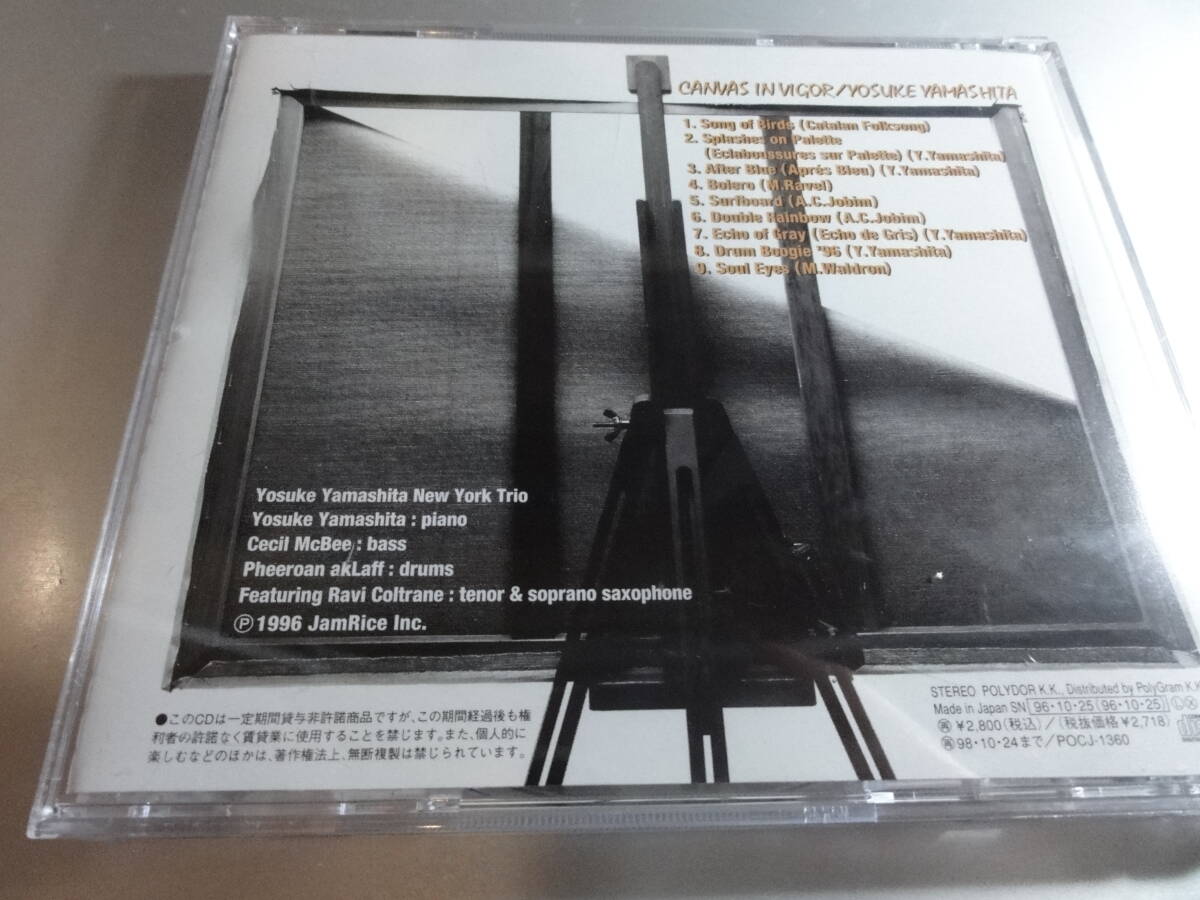 CANVAS IN VIGOR/YOSUKE YAMASHITA
1. Song of Birds (Catalan Folksong)
2. Splashes on Palette
(Eclaboussures sur Palette) (Y.Yamashita)
3. After Blue (Aprés Bleu) (Y.Yamashita)
4. Bolero (M.Ravel)
5. Surfboard (A.C.Jobim)
6. Double Rainbow (A.C.Jobim)
7. Echo of Gray (Echo de Gris) (Y.Yamashita)
8. Drum Boogie '96 (Y.Yamashita)
9. Soul Eyes (M.Waldron)
Yosuke Yamashita New York Trio
Yosuke Yamashita : piano
Cecil McBee : bass
Pheeroan akLaff : drums
Featuring Ravi Coltrane : tenor & soprano saxophone
Ⓟ1996 JamRice Inc.
●このCDは一定期間貸与非許諾商品ですが、この期間経過後も権
利者の許諾なく賃貸業に使用することを禁じます。また、個人的に
楽しむなどのほかは、著作権法上、無断複製は禁じられています。
STEREO POLYDOR K.K., Distributed by PolyGram K.K
Made in Japan SN 96・10・25 (96・10・25) Ⓛ Ⓧ
¥2,800(税込)/(税抜価格¥2,718)
98・10・24まで/POCJ-1360